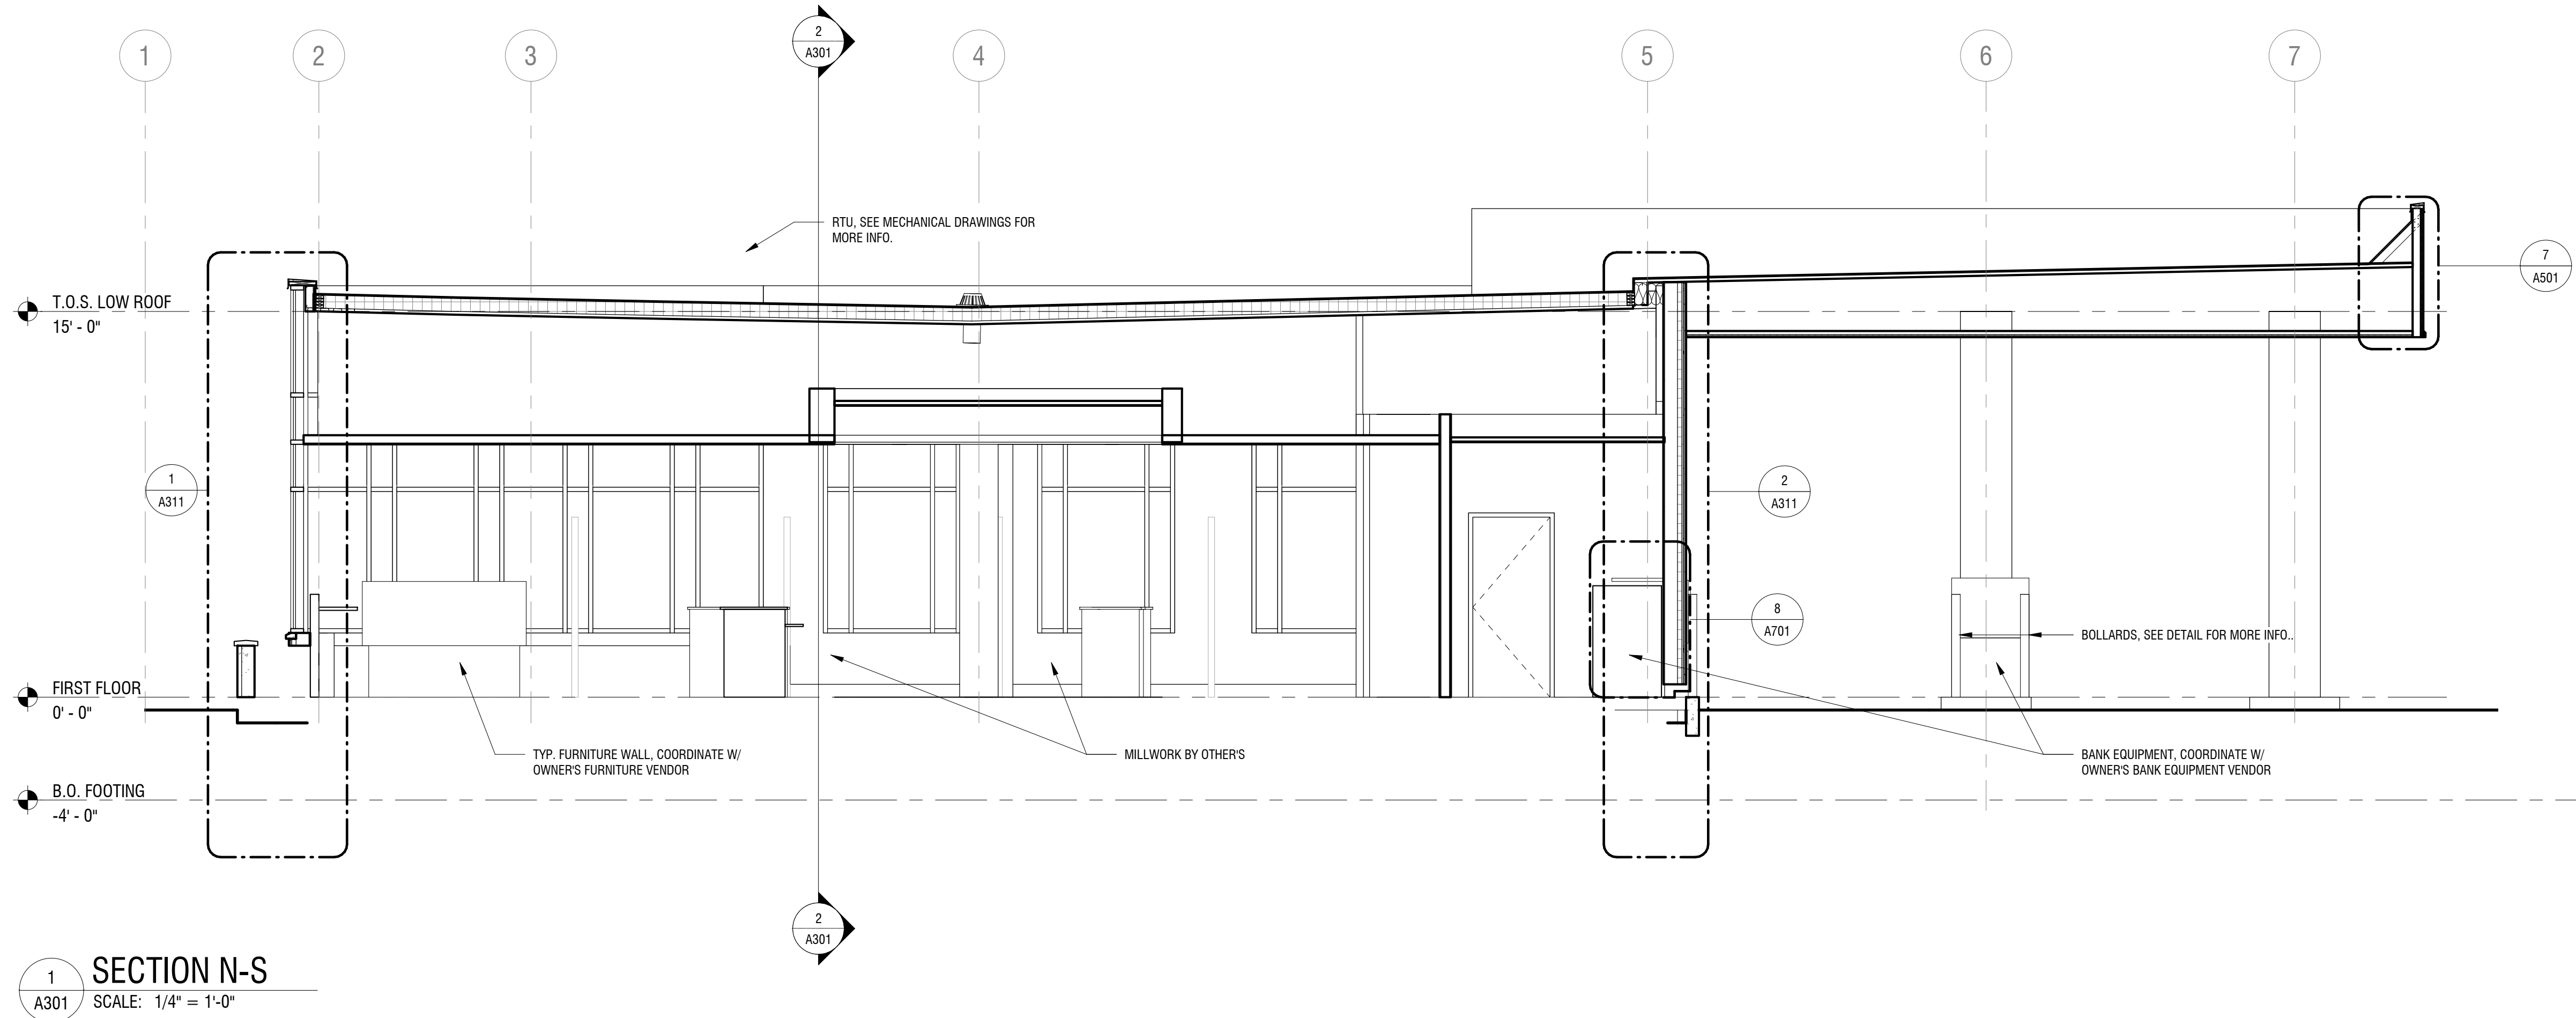 1
2
3
4
5
6
7
2
A301
RTU, SEE MECHANICAL DRAWINGS FOR
MORE INFO.
7
A501
T.O.S. LOW ROOF
15' - 0"
1
A311
2
A311
8
A701
BOLLARDS, SEE DETAIL FOR MORE INFO..
FIRST FLOOR
0' - 0"
TYP. FURNITURE WALL, COORDINATE W/
OWNER'S FURNITURE VENDOR
MILLWORK BY OTHER'S
BANK EQUIPMENT, COORDINATE W/
OWNER'S BANK EQUIPMENT VENDOR
B.O. FOOTING
-4' - 0"
2
A301
1
A301
SECTION N-S
SCALE: 1/4" = 1'-0"